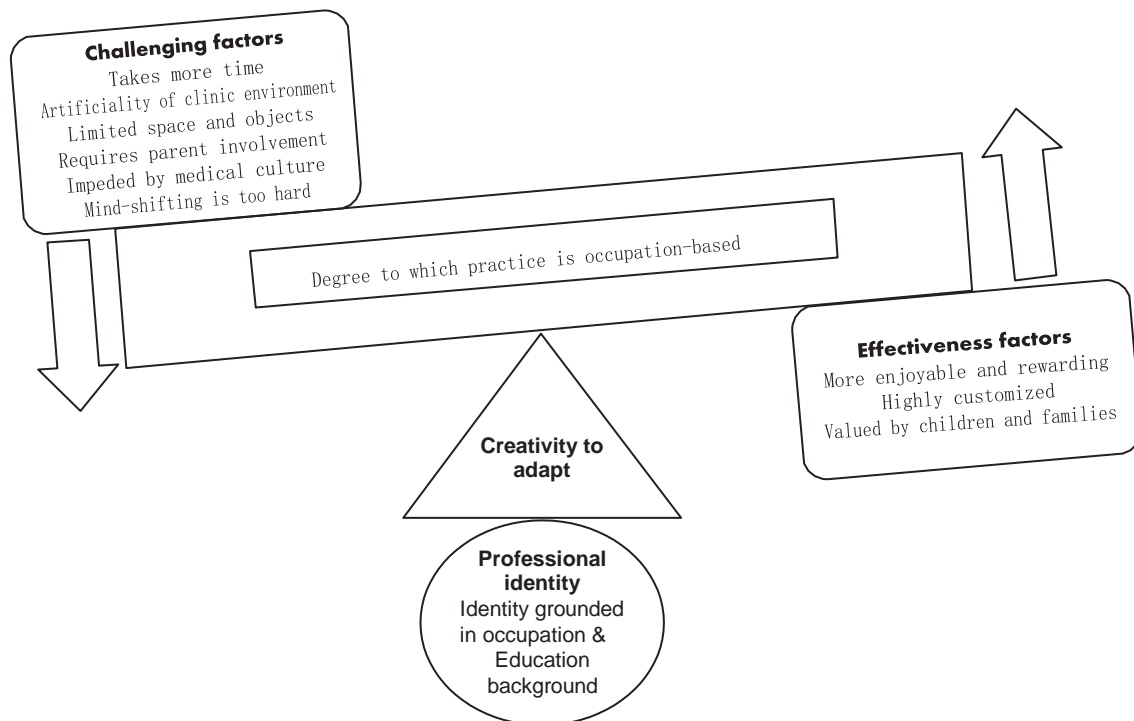 Challenging factors
Takes more time
Artificiality of clinic environment
Limited space and objects
Requires parent involvement
Impeded by medical culture
Mind-shifting is too hard
Degree to which practice is occupation-based
Effectiveness factors
More enjoyable and rewarding
Highly customized
Valued by children and families
Creativity to
adapt
Professional
identity
Identity grounded
in occupation &
Education
background